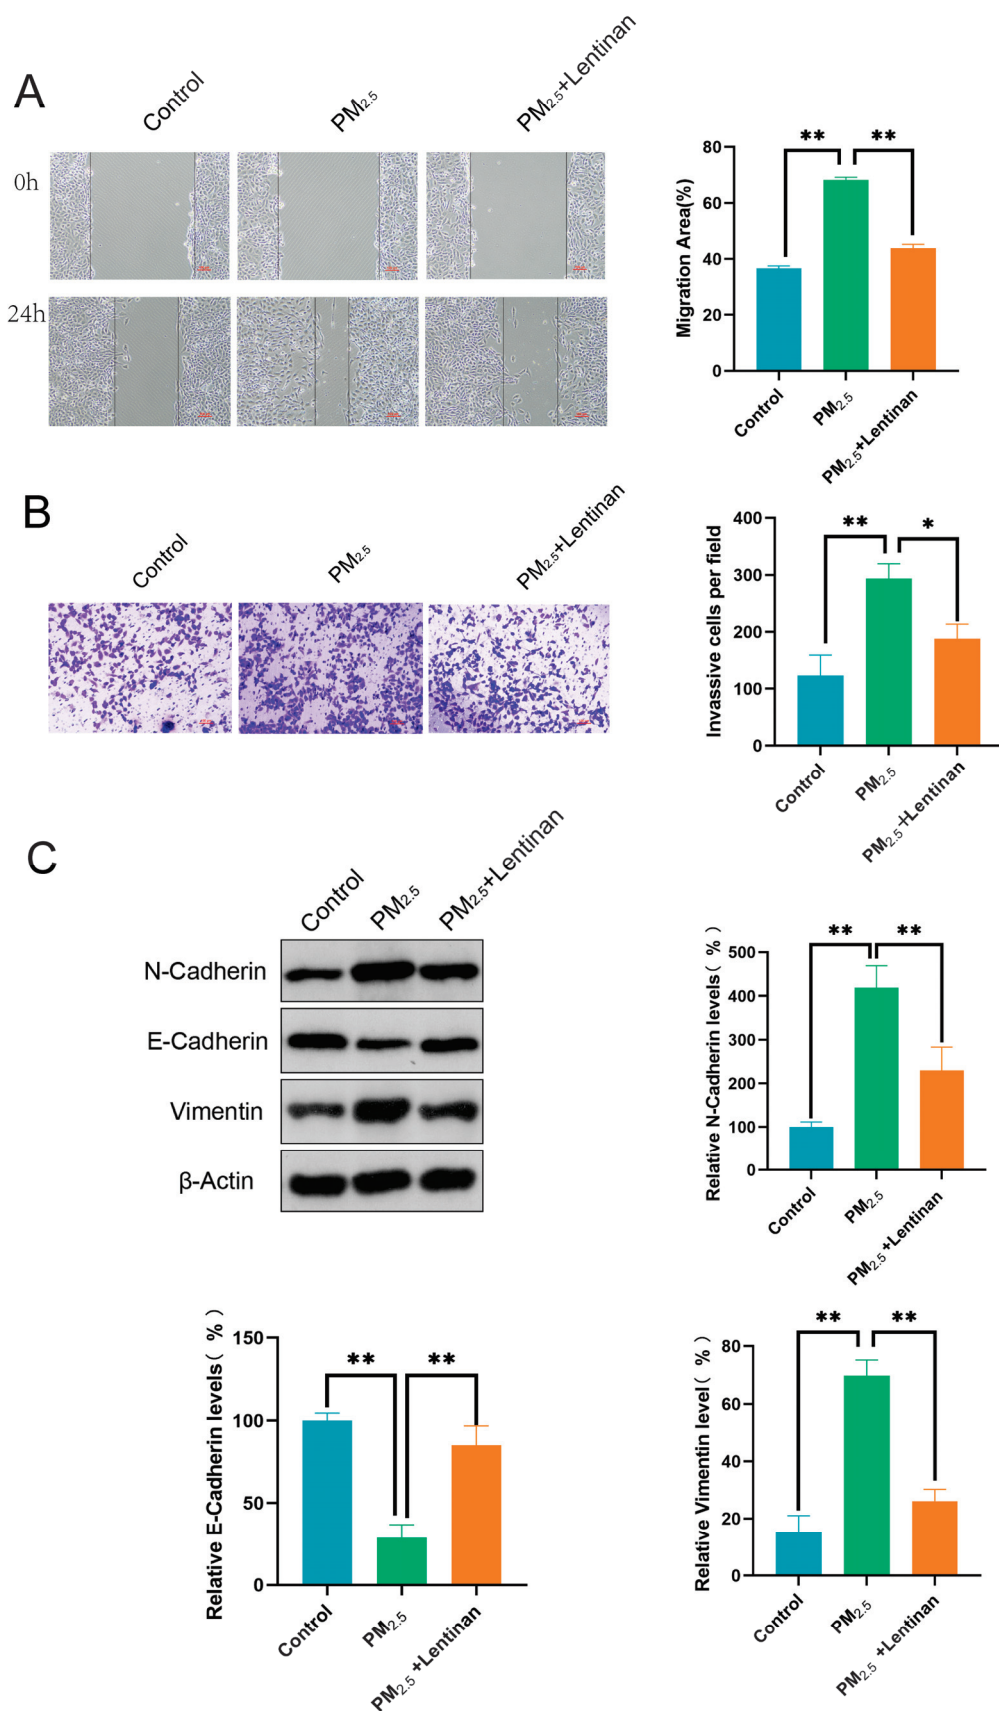 A
Control
PM2.5
PM2.5+Lentinan
0h
24h
Migration Area(%)
80
60
40
20
0
**
**
Control
PM2.5
PM2.5+Lentinan
B
Control
PM2.5
PM2.5+Lentinan
Invassive cells per field
400
300
200
100
0
**
*
Control
PM2.5
PM2.5+Lentinan
C
Control
PM2.5
PM2.5+Lentinan
N-Cadherin
E-Cadherin
Vimentin
β-Actin
Relative N-Cadherin levels( % )
500
400
300
200
100
0
**
**
Control
PM2.5
PM2.5 +Lentinan
Relative E-Cadherin levels( % )
150
100
50
0
**
**
Control
PM2.5
PM2.5 +Lentinan
Relative Vimentin level( % )
80
60
40
20
0
**
**
Control
PM2.5
PM2.5 +Lentinan